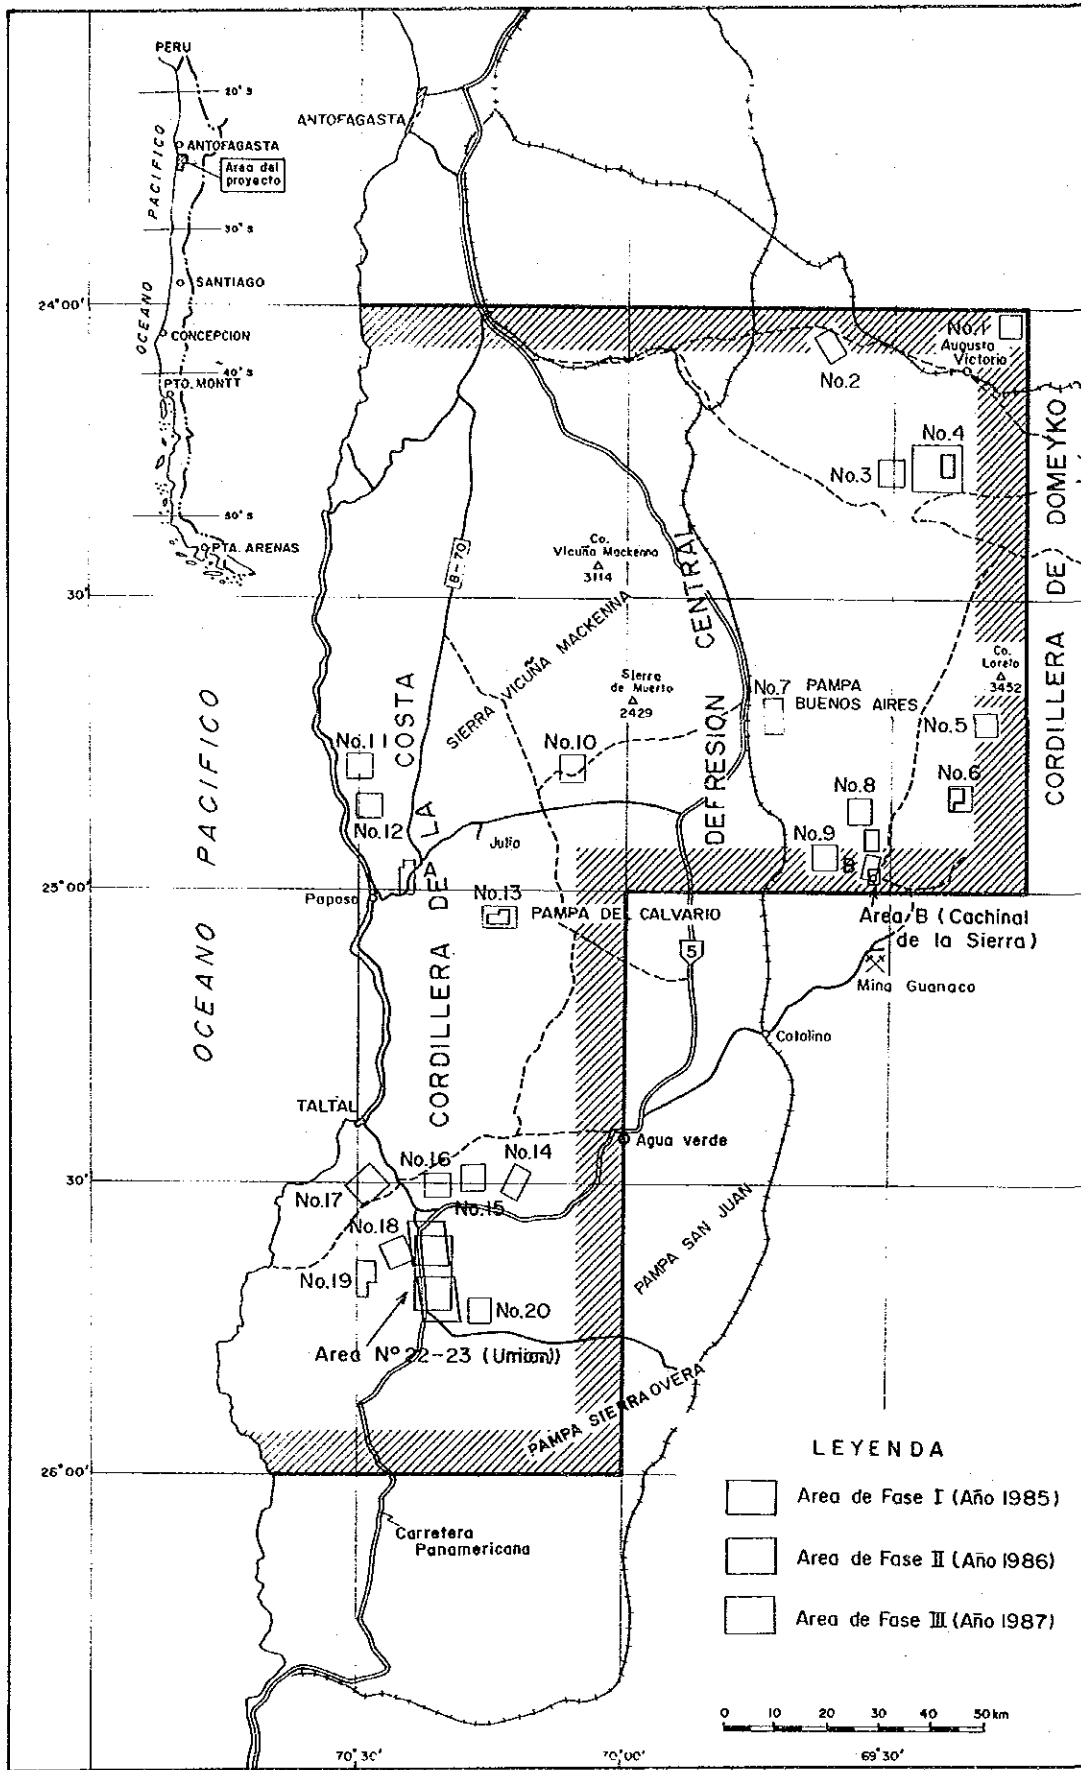 PERU
20° S
ANTOFAGASTA
Area del
proyecto
PACIFICO
30° S
SANTIAGO
OCEANO
CONCEPCION
40° S
PTO. MONTT
50° S
PTA. ARENAS
ANTOFAGASTA
24° 00'
No.1
Augusta
Victoria
No.2
No.4
No.3
CORDILLERA DE DOMEYKO
Co.
Vicuña Mackenna
3114
B-70
30'
SIERRA VICUÑA MACKENNA
DEFRESION CENTRAL
Sierra
de Muerto
2429
Co.
Loreto
3452
No.7
PAMPA
BUENOS AIRES
No.5
No.11
No.10
No.6
No.8
No.12
Julia
No.9
B
A
CORDILLERA DE LA COSTA
OCEANO PACIFICO
25° 00'
Paposo
No.13
PAMPA DEL CALVARIO
Area B (Cachinal
de la Sierra)
5
Mina Guanaco
Catalina
TALTAL
Agua verde
No.16
No.14
30'
No.17
No.15
No.18
PAMPA SAN JUAN
No.19
No.20
Area N° 22-23 (Union)
PAMPA SIERRA OVERA
26° 00'
Carretera
Panamericana
LEYENDA
Area de Fase I (Año 1985)
Area de Fase II (Año 1986)
Area de Fase III (Año 1987)
0 10 20 30 40 50 km
70° 30' 70° 00' 69° 30'